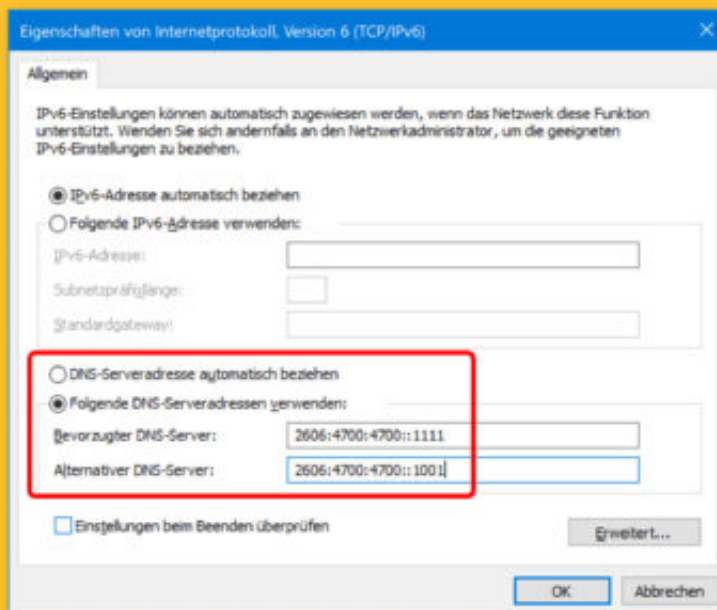 Eigenschaften von Internetprotokoll, Version 6 (TCP/IPv6)
Allgemein
IPv6-Einstellungen können automatisch zugewiesen werden, wenn das Netzwerk diese Funktion
unterstützt. Wenden Sie sich andernfalls an den Netzwerkadministrator, um die geeigneten
IPv6-Einstellungen zu beziehen.
IPv6-Adresse automatisch beziehen
Folgende IPv6-Adresse verwenden:
IPv6-Adresse:
Subnetzpräfixlänge:
Standardgateway:
DNS-Serveradresse automatisch beziehen
Folgende DNS-Serveradressen verwenden:
Bevorzugter DNS-Server: 2606:4700:4700::1111
Alternativer DNS-Server: 2606:4700:4700::1001
Einstellungen beim Beenden überprüfen
Erweitert...
OK Abbrechen